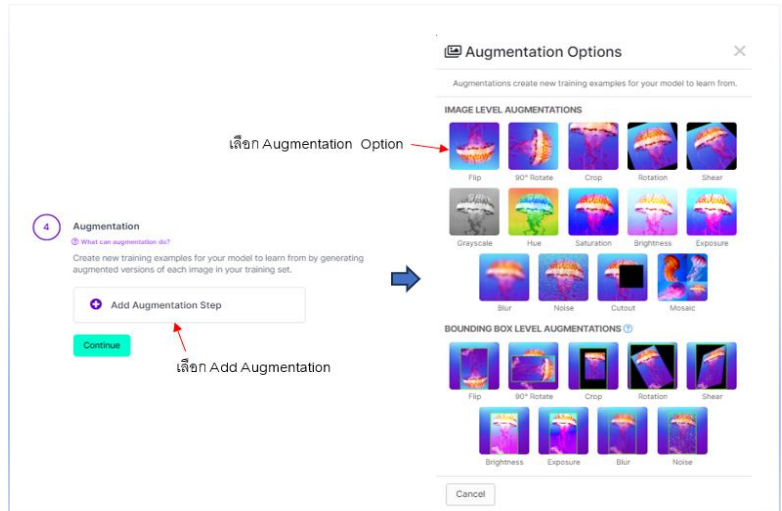 เลือก Augmentation Option
4
Augmentation
What can augmentation do?
Create new training examples for your model to learn from by generating
augmented versions of each image in your training set.
Add Augmentation Step
Continue
เลือก Add Augmentation
Augmentation Options
Augmentations create new training examples for your model to learn from.
IMAGE LEVEL AUGMENTATIONS
Flip 90° Rotate Crop Rotation Shear
Grayscale Hue Saturation Brightness Exposure
Blur Noise Cutout Mosaic
BOUNDING BOX LEVEL AUGMENTATIONS
Flip 90° Rotate Crop Rotation Shear
Brightness Exposure Blur Noise
Cancel